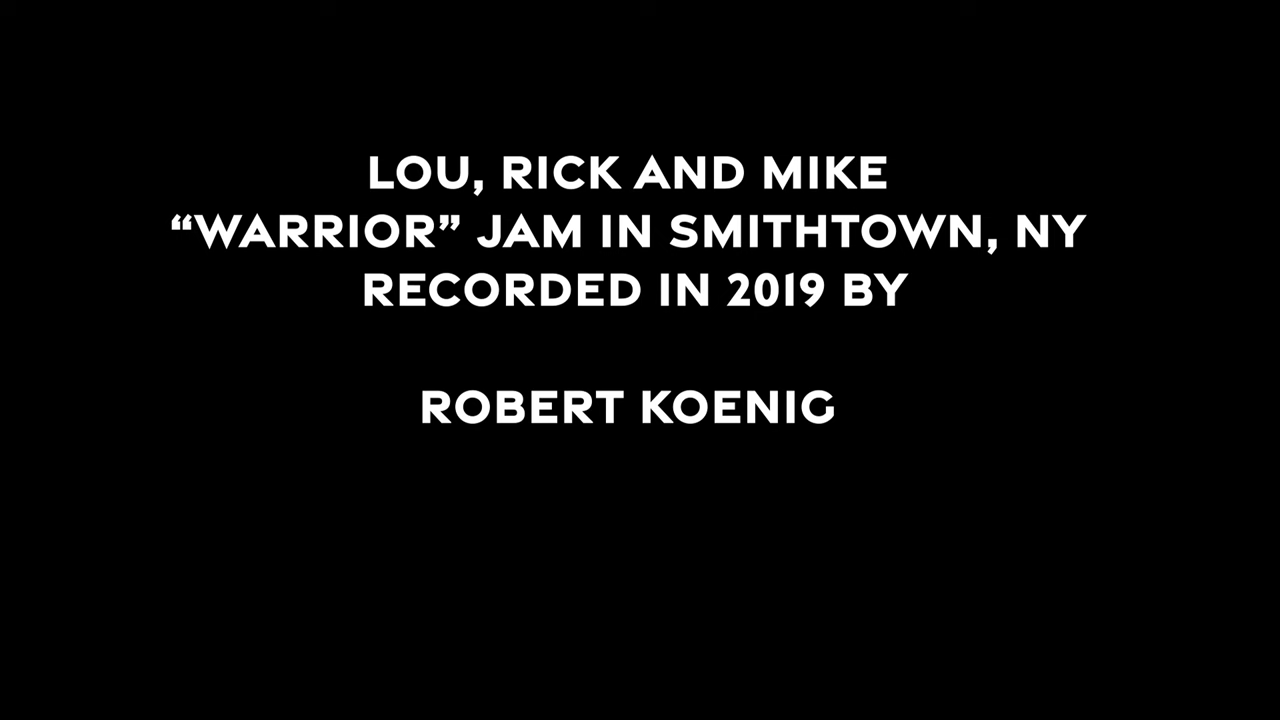 LOU, RICK AND MIKE
“WARRIOR” JAM IN SMITHTOWN, NY
RECORDED IN 2019 BY
ROBERT KOENIG